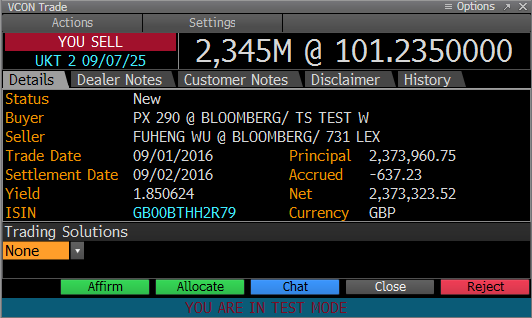 VCON Trade
Options
Actions Settings
YOU SELL
UKT 2 09/07/25
2,345M @ 101.2350000
Details Dealer Notes Customer Notes Disclaimer History
Status New
Buyer PX 290 @ BLOOMBERG/ TS TEST W
Seller FUHENG WU @ BLOOMBERG/ 731 LEX
Trade Date 09/01/2016 Principal 2,373,960.75
Settlement Date 09/02/2016 Accrued -637.23
Yield 1.850624 Net 2,373,323.52
ISIN GB00BTHH2R79 Currency GBP
Trading Solutions
None
Affirm Allocate Chat Close Reject
YOU ARE IN TEST MODE